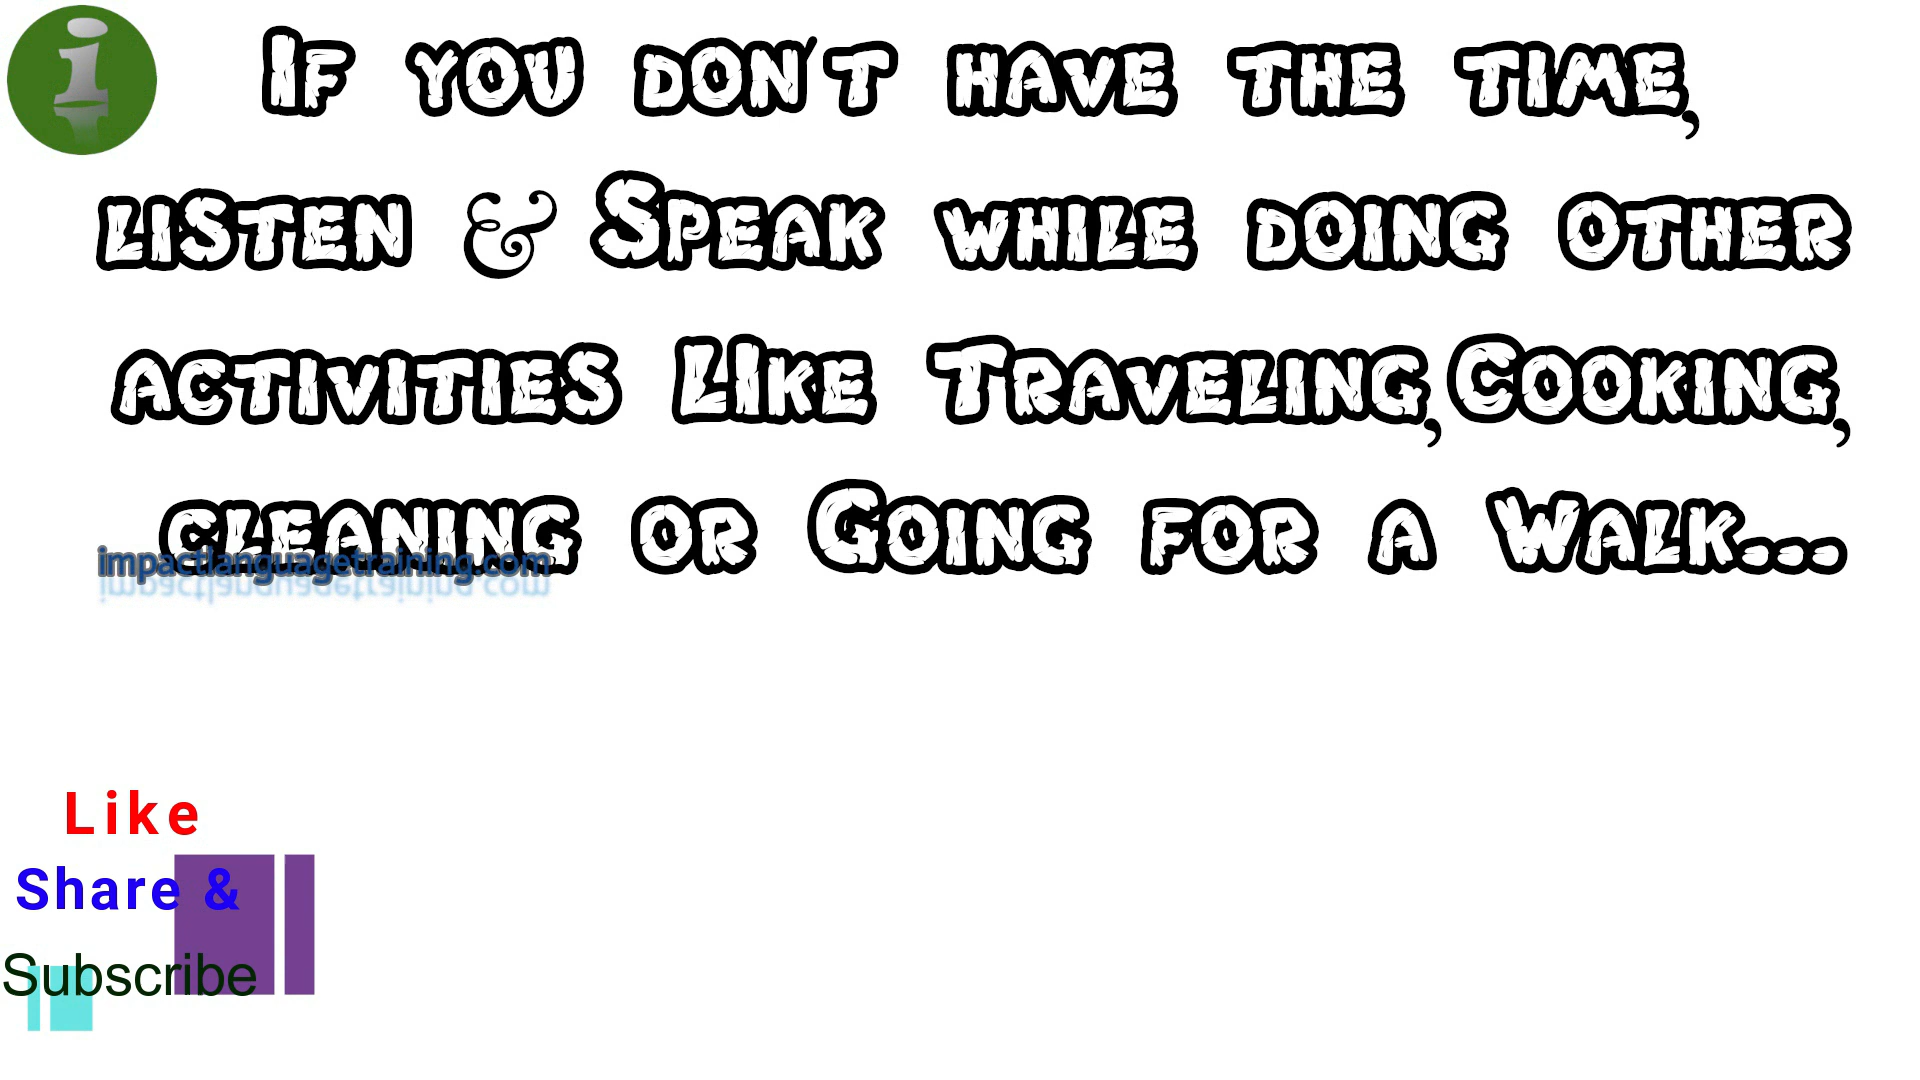 If you don't have the time,
listen & Speak while doing other
activities LIke Traveling,Cooking,
cleaning or Going for a Walk...
impactlanguagetraining.com
Like
Share &
Subscribe